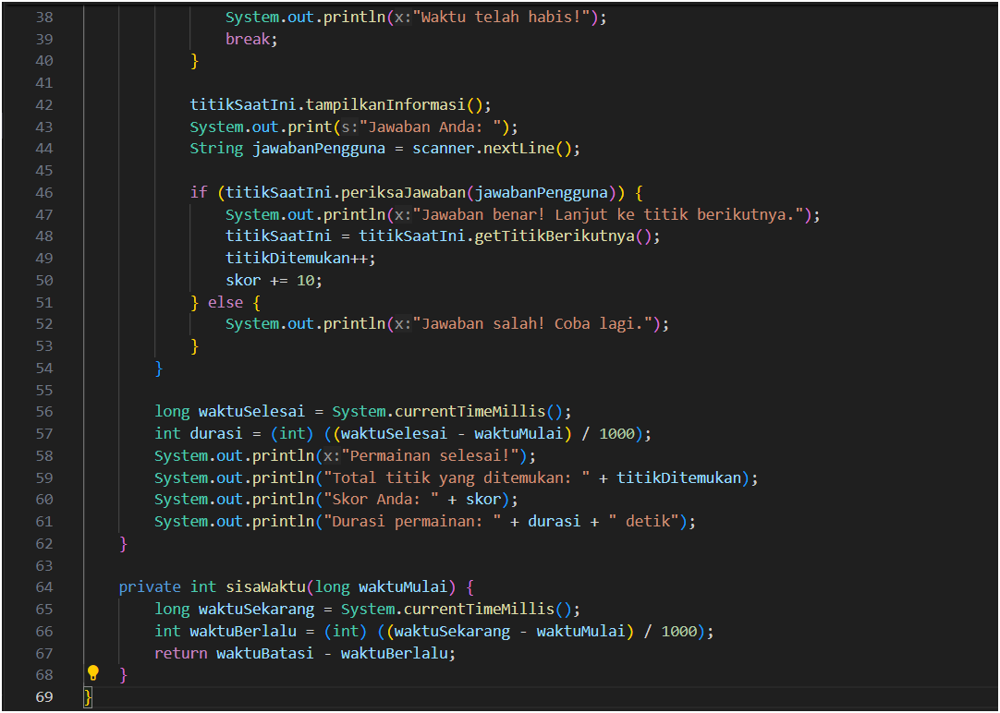 38 System.out.println(x:"Waktu telah habis!");
39 break;
40 }
41
42 titikSaatIni.tampilkanInformasi();
43 System.out.print(s:"Jawaban Anda: ");
44 String jawabanPengguna = scanner.nextLine();
45
46 if (titikSaatIni.periksaJawaban(jawabanPengguna)) {
47 System.out.println(x:"Jawaban benar! Lanjut ke titik berikutnya.");
48 titikSaatIni = titikSaatIni.getTitikBerikutnya();
49 titikDitemukan++;
50 skor += 10;
51 } else {
52 System.out.println(x:"Jawaban salah! Coba lagi.");
53 }
54 }
55
56 long waktuSelesai = System.currentTimeMillis();
57 int durasi = (int) ((waktuSelesai - waktuMulai) / 1000);
58 System.out.println(x:"Permainan selesai!");
59 System.out.println("Total titik yang ditemukan: " + titikDitemukan);
60 System.out.println("Skor Anda: " + skor);
61 System.out.println("Durasi permainan: " + durasi + " detik");
62 }
63
64 private int sisaWaktu(long waktuMulai) {
65 long waktuSekarang = System.currentTimeMillis();
66 int waktuBerlalu = (int) ((waktuSekarang - waktuMulai) / 1000);
67 return waktuBatasi - waktuBerlalu;
68 }
69 }